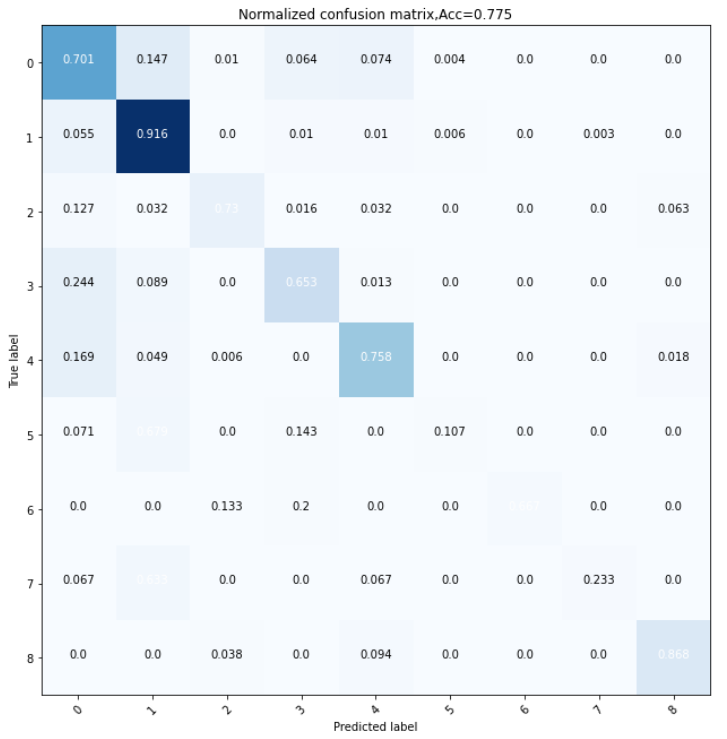 Normalized confusion matrix,Acc=0.775
0 0.701 0.147 0.01 0.064 0.074 0.004 0.0 0.0 0.0
1 0.055 0.916 0.0 0.01 0.01 0.006 0.0 0.003 0.0
2 0.127 0.032 0.73 0.016 0.032 0.0 0.0 0.0 0.063
3 0.244 0.089 0.0 0.653 0.013 0.0 0.0 0.0 0.0
4 0.169 0.049 0.006 0.0 0.758 0.0 0.0 0.0 0.018
5 0.071 0.679 0.0 0.143 0.0 0.107 0.0 0.0 0.0
6 0.0 0.0 0.133 0.2 0.0 0.0 0.667 0.0 0.0
7 0.067 0.633 0.0 0.0 0.067 0.0 0.0 0.233 0.0
8 0.0 0.0 0.038 0.0 0.094 0.0 0.0 0.0 0.868
True label
0 1 2 3 4 5 6 7 8
Predicted label